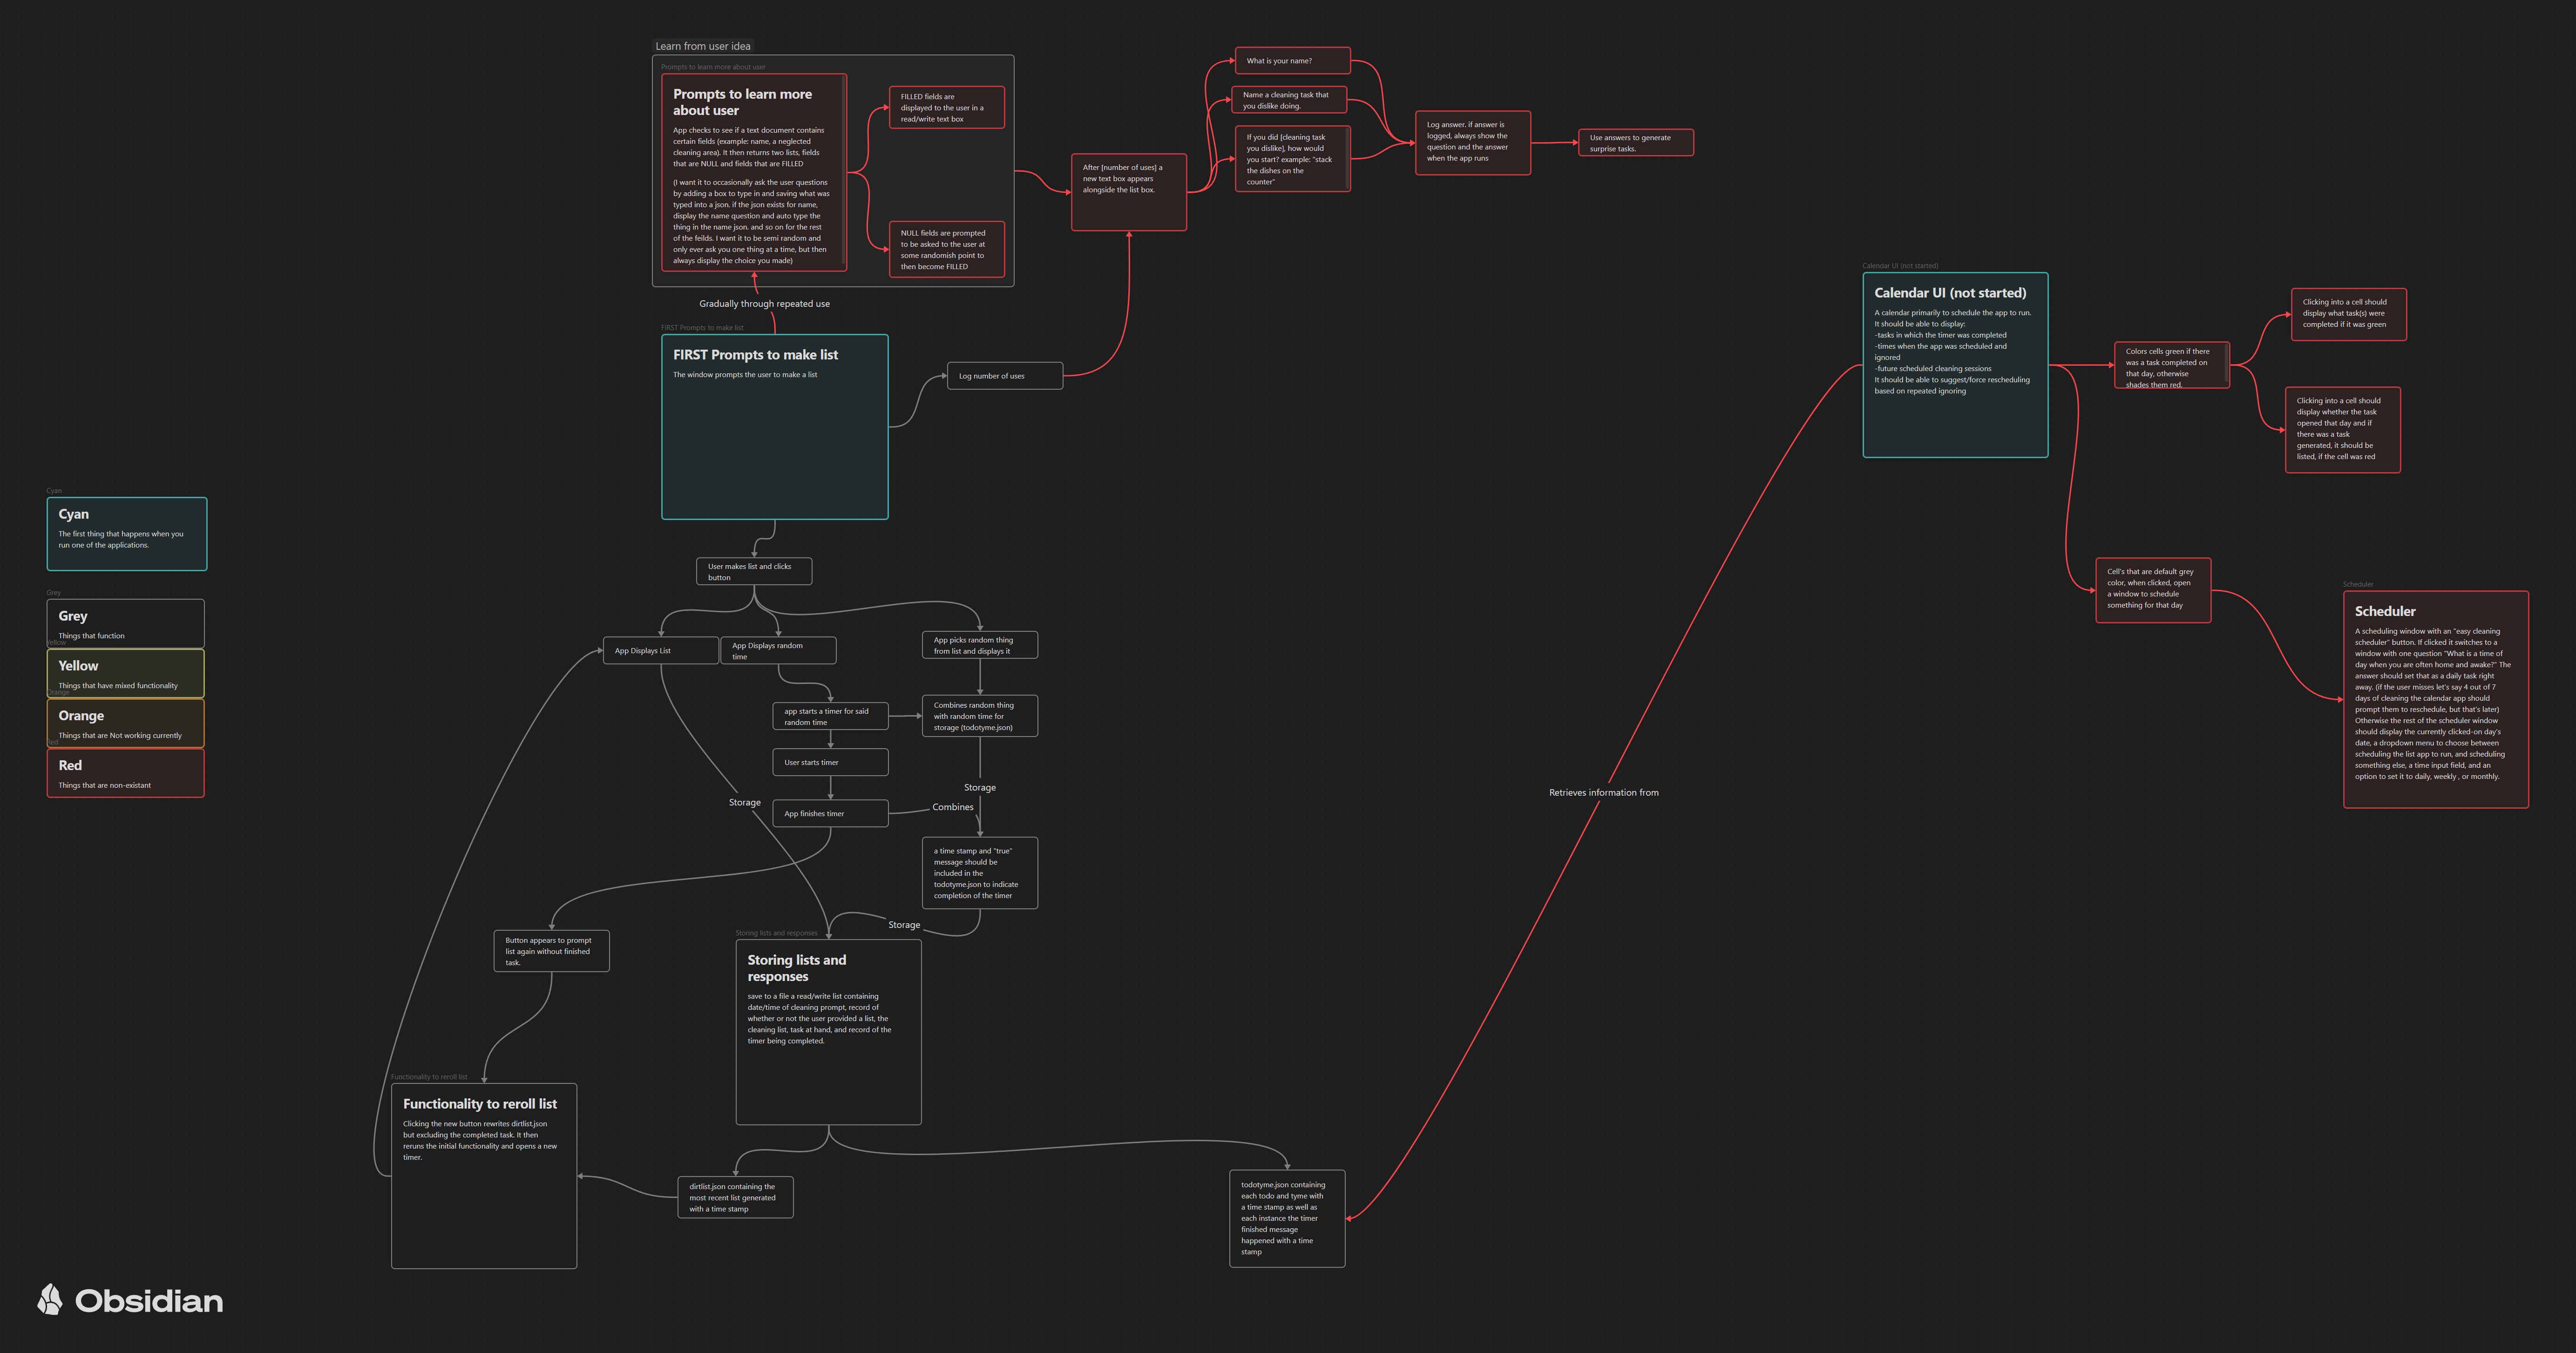 Learn from user idea
Prompts to learn more about user
Prompts to learn more
about user
App checks to see if a text document contains
certain fields (example: name, a neglected
cleaning area). It then returns two lists, fields
that are NULL and fields that are FILLED
(I want it to occasionally ask the user questions
by adding a box to type in and saving what was
typed into a json. if the json exists for name,
display the name question and auto type the
thing in the name json. and so on for the rest
of the feilds. I want it to be semi random and
only ever ask you one thing at a time, but then
always display the choice you made)
FILLED fields are
displayed to the user in a
read/write text box
NULL fields are prompted
to be asked to the user at
some randomish point to
then become FILLED
After [number of uses] a
new text box appears
alongside the list box.
What is your name?
Name a cleaning task that
you dislike doing.
If you did [cleaning task
you dislike], how would
you start? example: "stack
the dishes on the
counter"
Log answer. if answer is
logged, always show the
question and the answer
when the app runs
Use answers to generate
surprise tasks.
Gradually through repeated use
FIRST Prompts to make list
FIRST Prompts to make list
The window prompts the user to make a list
Log number of uses
Calendar UI (not started)
Calendar UI (not started)
A calendar primarily to schedule the app to run.
It should be able to display:
-tasks in which the timer was completed
-times when the app was scheduled and
ignored
-future scheduled cleaning sessions
It should be able to suggest/force rescheduling
based on repeated ignoring
Colors cells green if there
was a task completed on
that day, otherwise
shades them red.
Clicking into a cell should
display what task(s) were
completed if it was green
Clicking into a cell should
display whether the task
opened that day and if
there was a task
generated, it should be
listed, if the cell was red
Cell's that are default grey
color, when clicked, open
a window to schedule
something for that day
Scheduler
Scheduler
A scheduling window with an "easy cleaning
scheduler" button. If clicked it switches to a
window with one question "What is a time of
day when you are often home and awake?" The
answer should set that as a daily task right
away. (if the user misses let's say 4 out of 7
days of cleaning the calendar app should
prompt them to reschedule, but that's later)
Otherwise the rest of the scheduler window
should display the currently clicked-on day's
date, a dropdown menu to choose between
scheduling the list app to run, and scheduling
something else, a time input field, and an
option to set it to daily, weekly , or monthly.
Retrieves information from
Cyan
Cyan
The first thing that happens when you
run one of the applications.
Grey
Grey
Things that function
Yellow
Yellow
Things that have mixed functionality
Orange
Orange
Things that are Not working currently
Red
Red
Things that are non-existant
User makes list and clicks
button
App Displays List
App Displays random
time
App picks random thing
from list and displays it
app starts a timer for said
random time
Combines random thing
with random time for
storage (todotyme.json)
User starts timer
App finishes timer
Storage
Storage
Combines
a time stamp and "true"
message should be
included in the
todotyme.json to indicate
completion of the timer
Storage
Button appears to prompt
list again without finished
task.
Storing lists and responses
Storing lists and
responses
save to a file a read/write list containing
date/time of cleaning prompt, record of
whether or not the user provided a list, the
cleaning list, task at hand, and record of the
timer being completed.
Functionality to reroll list
Functionality to reroll list
Clicking the new button rewrites dirtlist.json
but excluding the completed task. It then
reruns the initial functionality and opens a new
timer.
dirtlist.json containing the
most recent list generated
with a time stamp
todotyme.json containing
each todo and tyme with
a time stamp as well as
each instance the timer
finished message
happened with a time
stamp
Obsidian